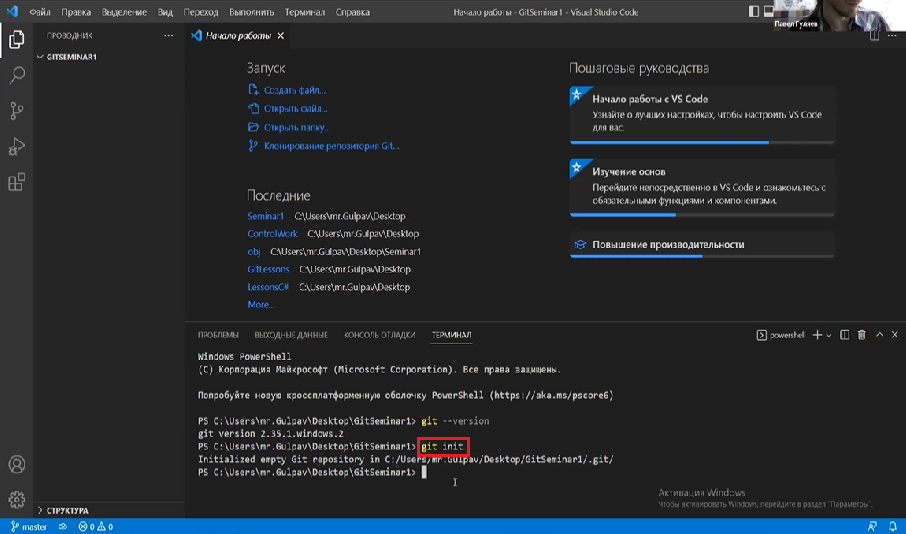 Файл Правка Выделение Вид Переход Выполнить Терминал Справка
Начало работы - GitSeminar1 - Visual Studio Code
Павел Гуляев
ПРОВОДНИК
GITSEMINAR1
Начало работы
Запуск
Создать файл...
Открыть файл...
Открыть папку...
Клонирование репозитория Git...
Последние
Seminar1 C:\Users\mr.Gulpav\Desktop
ControlWork C:\Users\mr.Gulpav\Desktop
obj C:\Users\mr.Gulpav\Desktop\Seminar1
GitLessons C:\Users\mr.Gulpav\Desktop
LessonsC# C:\Users\mr.Gulpav\Desktop
More...
Пошаговые руководства
Начало работы с VS Code
Узнайте о лучших настройках, чтобы настроить VS Code
для вас.
Изучение основ
Перейдите непосредственно в VS Code и ознакомьтесь с
обязательными функциями и компонентами.
Повышение производительности
ПРОБЛЕМЫ ВЫХОДНЫЕ ДАННЫЕ КОНСОЛЬ ОТЛАДКИ ТЕРМИНАЛ
powershell
Windows PowerShell
(C) Корпорация Майкрософт (Microsoft Corporation). Все права защищены.
Попробуйте новую кроссплатформенную оболочку PowerShell (https://aka.ms/pscore6)
PS C:\Users\mr.Gulpav\Desktop\GitSeminar1> git --version
git version 2.35.1.windows.2
PS C:\Users\mr.Gulpav\Desktop\GitSeminar1> git init
Initialized empty Git repository in C:/Users/mr.Gulpav/Desktop/GitSeminar1/.git/
PS C:\Users\mr.Gulpav\Desktop\GitSeminar1>
Активация Windows
Чтобы активировать Windows, перейдите в раздел "Параметры".
СТРУКТУРА
master
0 0